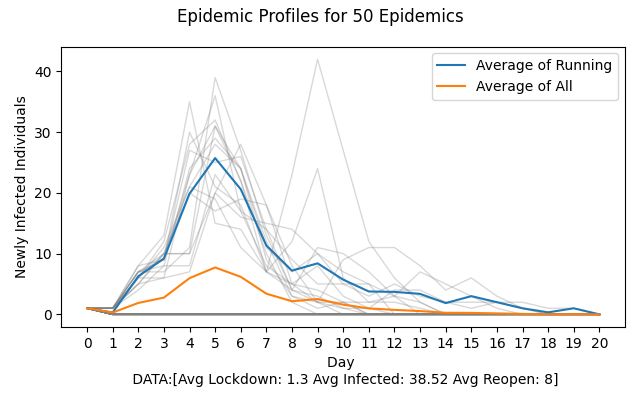 Epidemic Profiles for 50 Epidemics
Newly Infected Individuals
40
30
20
10
0
Average of Running
Average of All
0 1 2 3 4 5 6 7 8 9 10 11 12 13 14 15 16 17 18 19 20
Day
DATA:[Avg Lockdown: 1.3 Avg Infected: 38.52 Avg Reopen: 8]